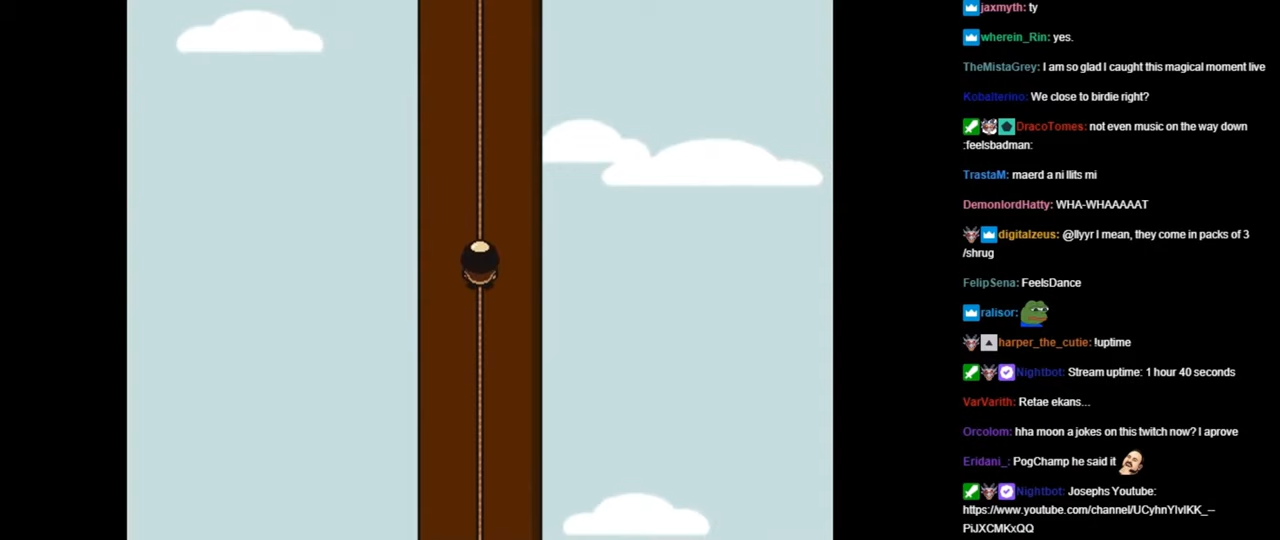 jaxmyth: ty
wherein_Rin: yes.
TheMistaGrey: I am so glad I caught this magical moment live
Kobalterino: We close to birdie right?
DracoTomes: not even music on the way down
:feelsbadman:
TrastaM: maerd a ni llits mi
DemonlordHatty: WHA-WHAAAAAT
digitalzeus: @llyyr I mean, they come in packs of 3
/shrug
FelipSena: FeelsDance
ralisor:
harper_the_cutie: !uptime
Nightbot: Stream uptime: 1 hour 40 seconds
VarVarith: Retae ekans...
Orcolom: hha moon a jokes on this twitch now? I aprove
Eridani_: PogChamp he said it
Nightbot: Josephs Youtube:
https://www.youtube.com/channel/UCyhnYlvlKK_--
PiJXCMKxQQ